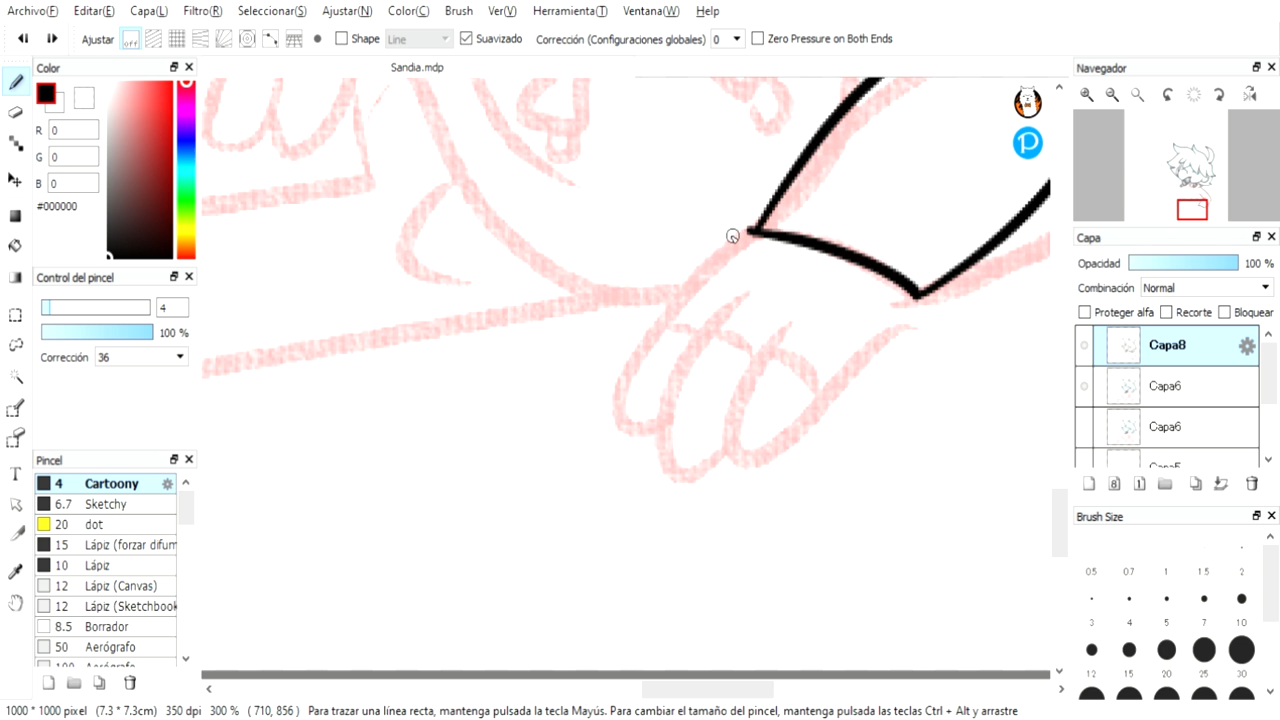 Archivo(F) Editar(E) Capa(L) Filtro(R) Seleccionar(S) Ajustar(N) Color(C) Brush Ver(V) Herramienta(T) Ventana(W) Help
Ajustar off Shape Line Suavizado Corrección (Configuraciones globales) 0 Zero Pressure on Both Ends
Color
Sandia.mdp
Navegador
R 0
G 0
B 0
#000000
Capa
Opacidad 100 %
Combinación Normal
Proteger alfa Recorte Bloquear
Capa8
Capa6
Capa6
Control del pincel
4
100 %
Corrección 36
Pincel
4 Cartoony
6.7 Sketchy
20 dot
15 Lápiz (forzar difum
10 Lápiz
12 Lápiz (Canvas)
12 Lápiz (Sketchbook
8.5 Borrador
50 Aerógrafo
Brush Size
0.5 0.7 1 1.5 2
3 4 5 7 10
12 15 20 25 30
1000 * 1000 pixel (7.3 * 7.3cm) 350 dpi 300 % ( 710, 856 ) Para trazar una línea recta, mantenga pulsada la tecla Mayús. Para cambiar el tamaño del pincel, mantenga pulsadas las teclas Ctrl + Alt y arrastre